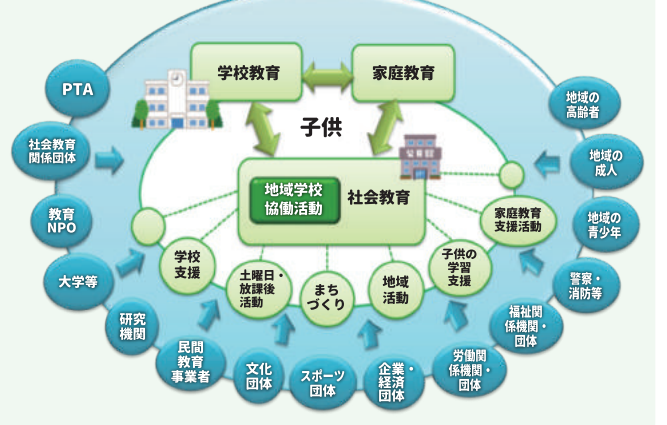 学校教育
家庭教育
子供
公民館
地域学校
協働活動
社会教育
学校
支援
土曜日・
放課後
活動
まち
づくり
地域
活動
子供の
学習
支援
家庭教育
支援活動
PTA
社会教育
関係団体
教育
NPO
大学等
研究
機関
民間
教育
事業者
文化
団体
スポーツ
団体
企業・
経済
団体
労働関
係機関・
団体
福祉関
係機関・
団体
警察・
消防等
地域の
青少年
地域の
成人
地域の
高齢者